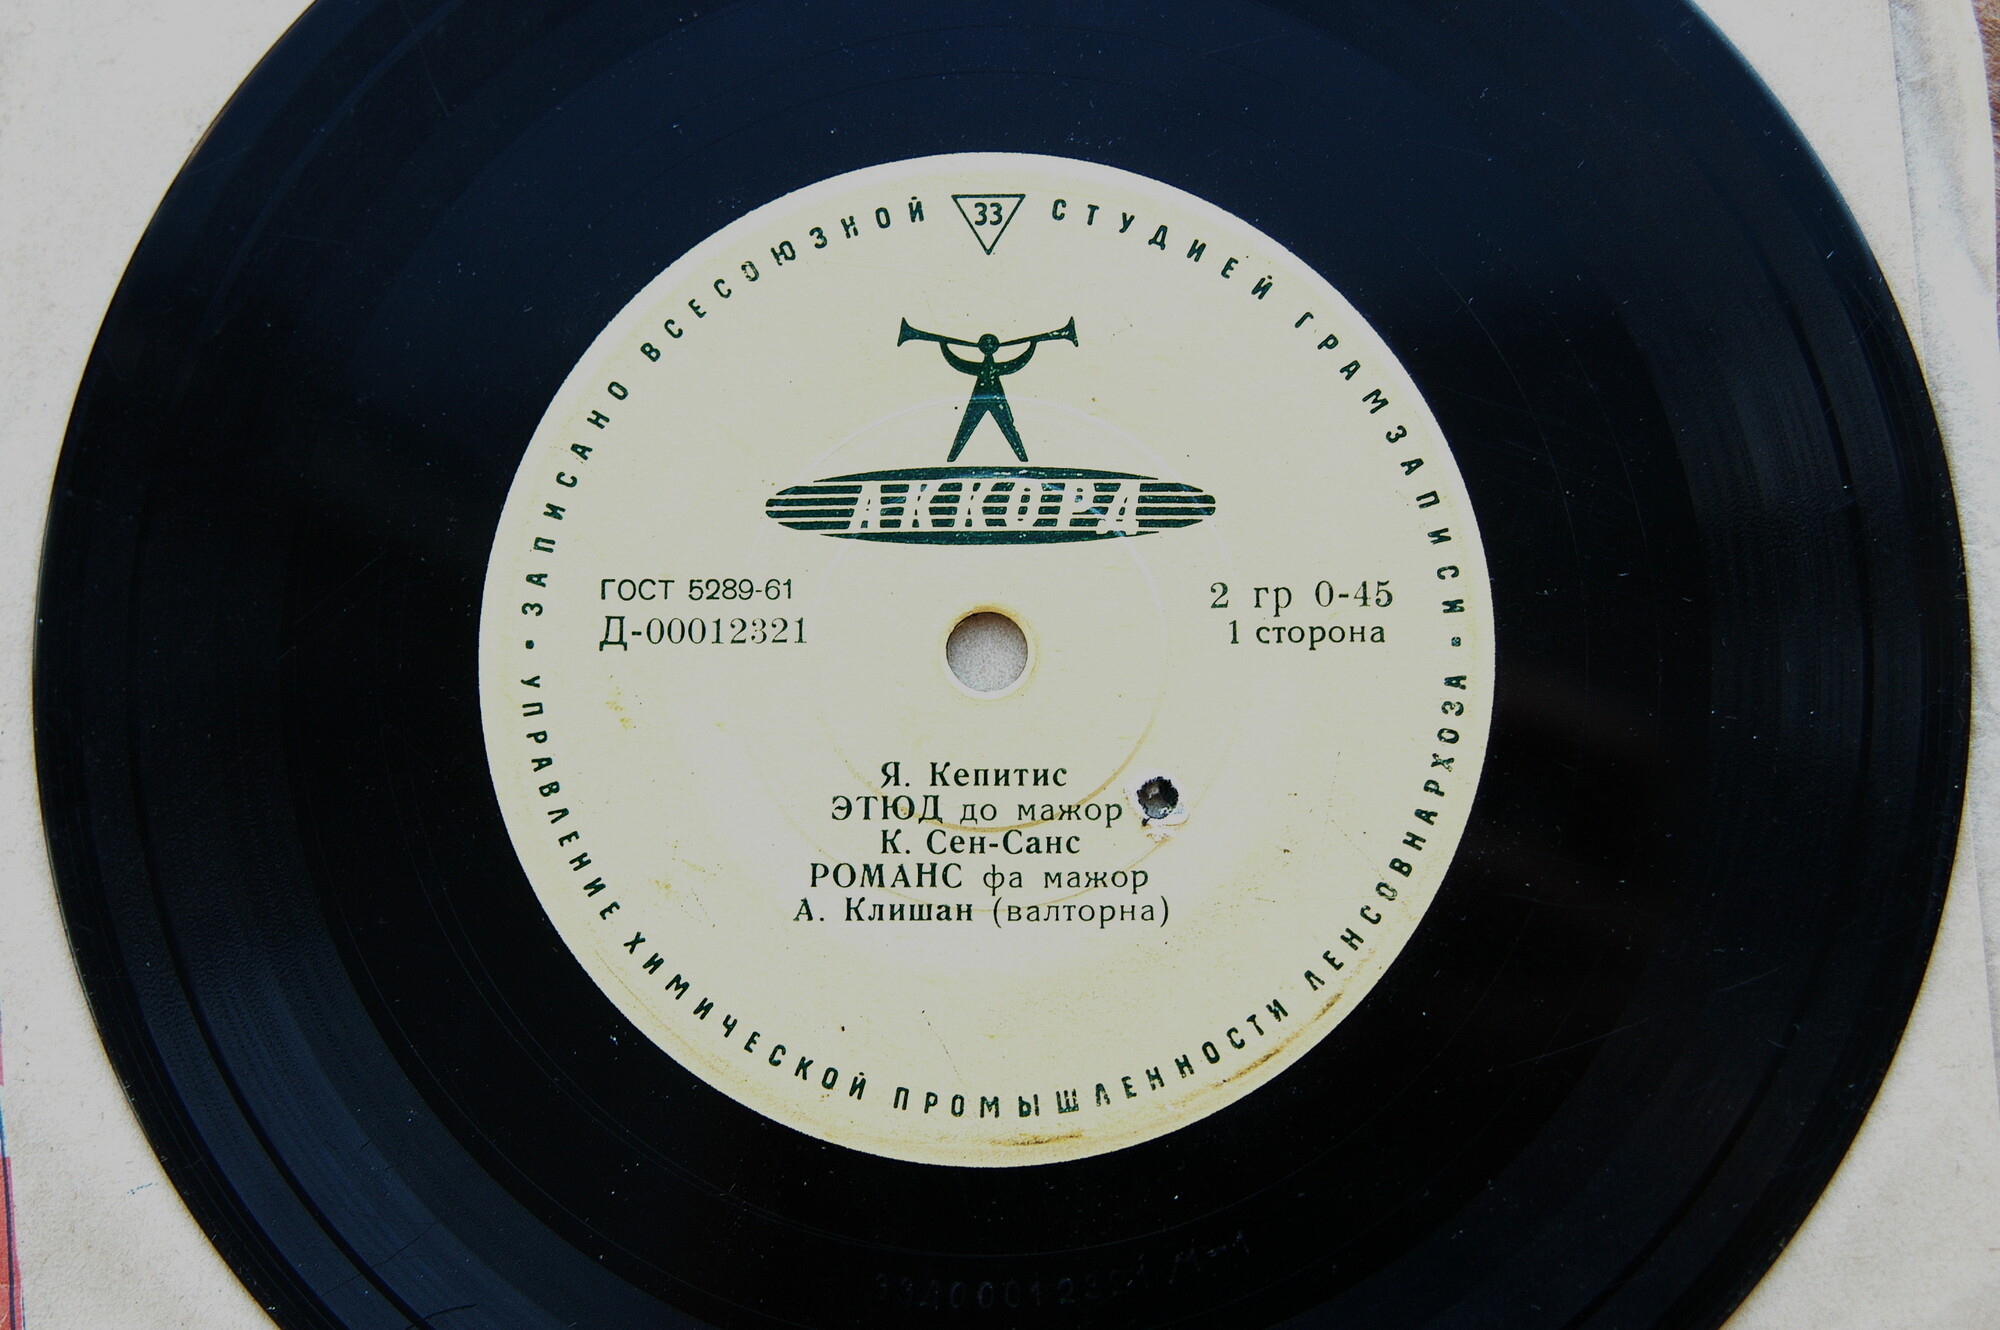 ЗАПИСАНО ВСЕСОЮЗНОЙ СТУДИЕЙ ГРАМЗАПИСИ
33
АККОРД
ГОСТ 5289-61
Д-00012321
2 гр 0-45
1 сторона
Я. Кепитис
ЭТЮД до мажор
К. Сен-Санс
РОМАНС фа мажор
А. Клишан (валторна)
УПРАВЛЕНИЕ ХИМИЧЕСКОЙ ПРОМЫШЛЕННОСТИ ЛЕНСОВНАРХОЗА